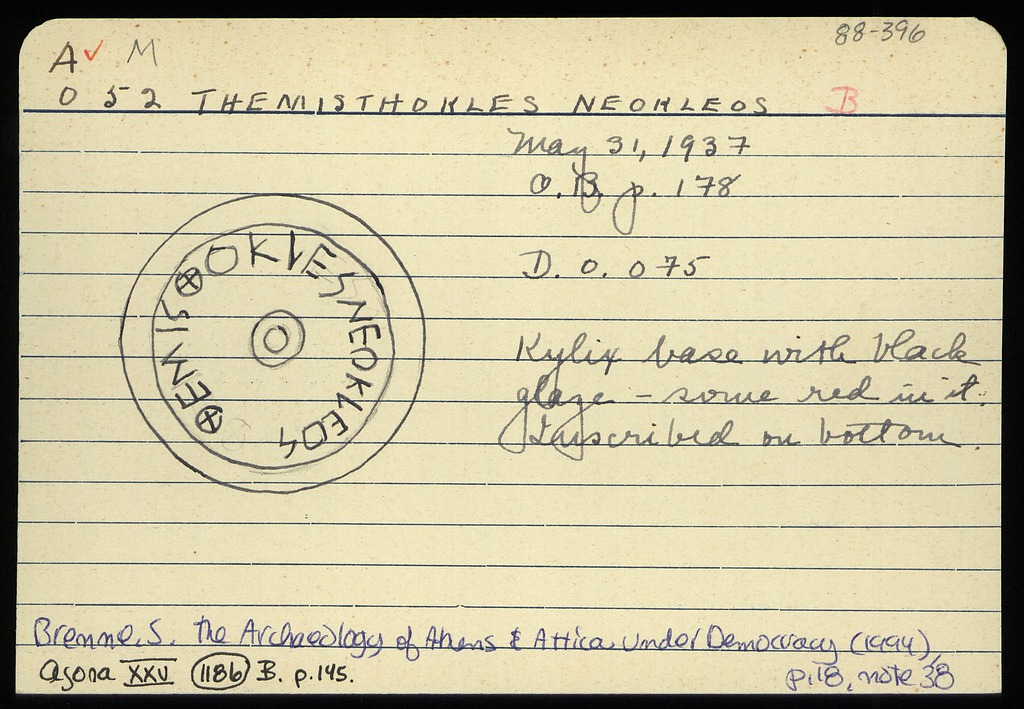 88-396
A ✓ M
O 52 THEMISTHOKLES NEOKLEOS B
May 31, 1937
O.B. p. 178
D. O. 075
⊕EMIS⊕OKLESNEOKLEOS
Kylix base with black
glaze - some red in it.
Inscribed on bottom
Brenne, S. The Archaeology of Athens & Attica Under Democracy (1994),
p.18, note 38
Agora XXV 1186 B. p.145.